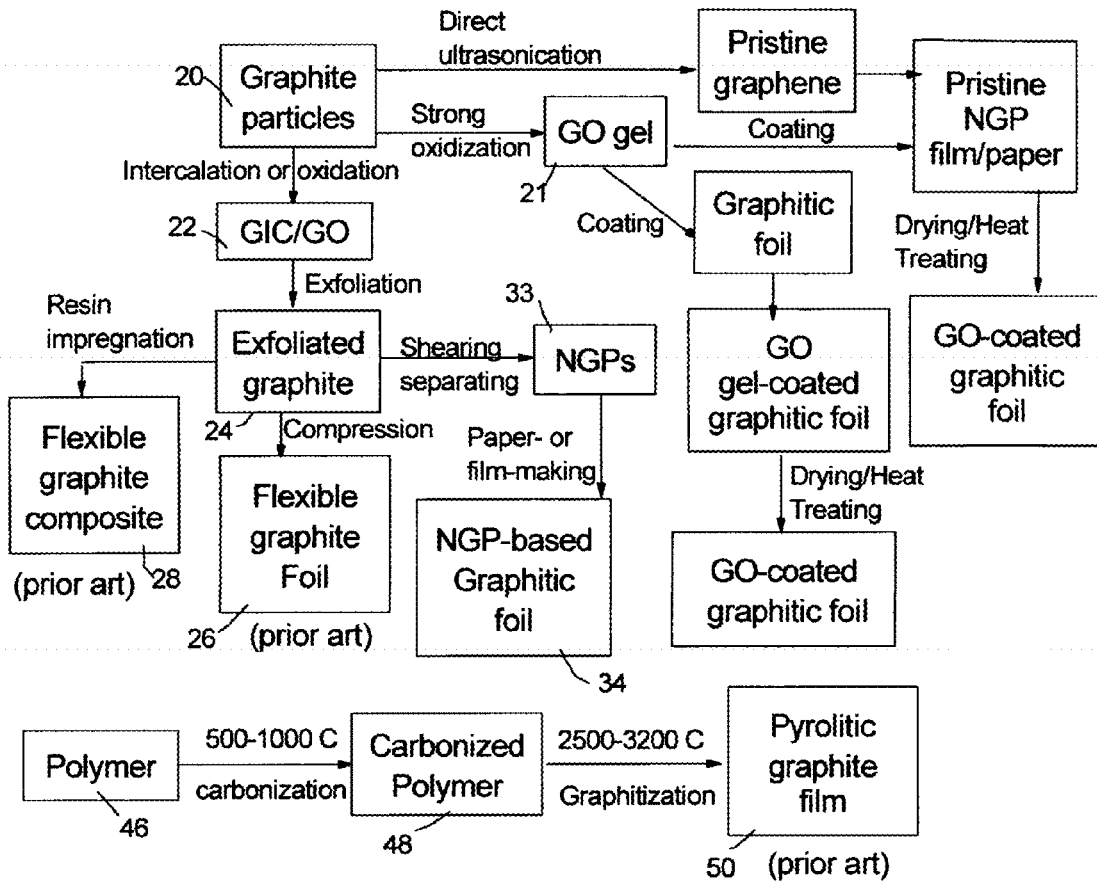 Direct
ultrasonication
Pristine
graphene
20
Graphite
particles
Strong
oxidization
GO gel
21
Coating
Pristine
NGP
film/paper
Intercalation or oxidation
22
GIC/GO
Coating
Graphitic
foil
Drying/Heat
Treating
Exfoliation
Resin
impregnation
Exfoliated
graphite
24
Shearing
separating
33
NGPs
GO
gel-coated
graphitic foil
GO-coated
graphitic
foil
Compression
Flexible
graphite
composite
(prior art)
28
Flexible
graphite
Foil
26
(prior art)
Paper- or
film-making
NGP-based
Graphitic
foil
34
Drying/Heat
Treating
GO-coated
graphitic foil
Polymer
46
500-1000 C
carbonization
Carbonized
Polymer
48
2500-3200 C
Graphitization
Pyrolitic
graphite
film
50
(prior art)